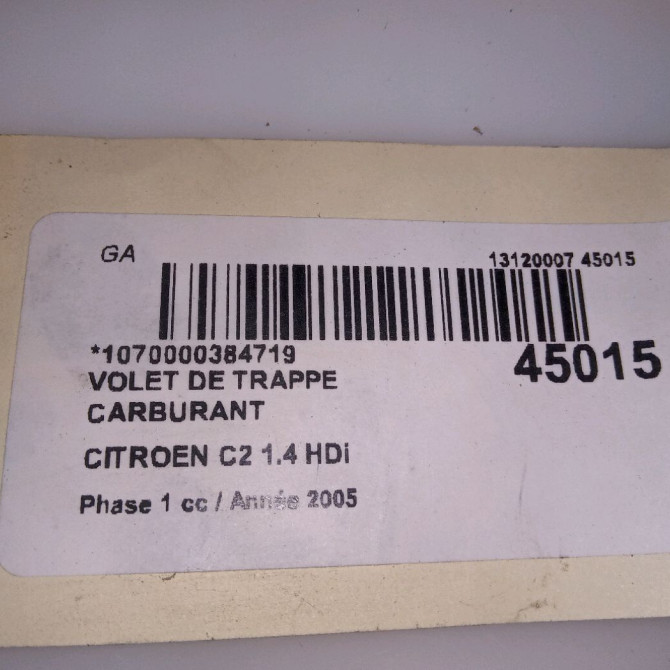 GA
13120007 45015
*1070000384719
45015
VOLET DE TRAPPE
CARBURANT
CITROEN C2 1.4 HDi
Phase 1 cc / Année 2005